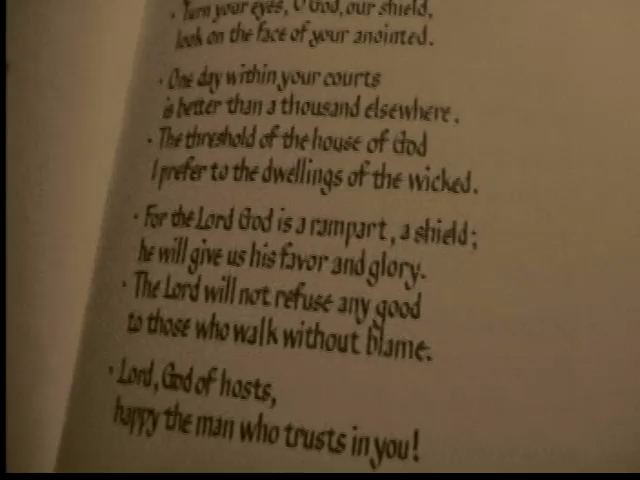 · Turn your eyes, O God, our shield,
look on the face of your anointed.
· One day within your courts
is better than a thousand elsewhere.
· The threshold of the house of God
I prefer to the dwellings of the wicked.
· For the Lord God is a rampart, a shield;
he will give us his favor and glory.
· The Lord will not refuse any good
to those who walk without blame.
· Lord, God of hosts,
happy the man who trusts in you!